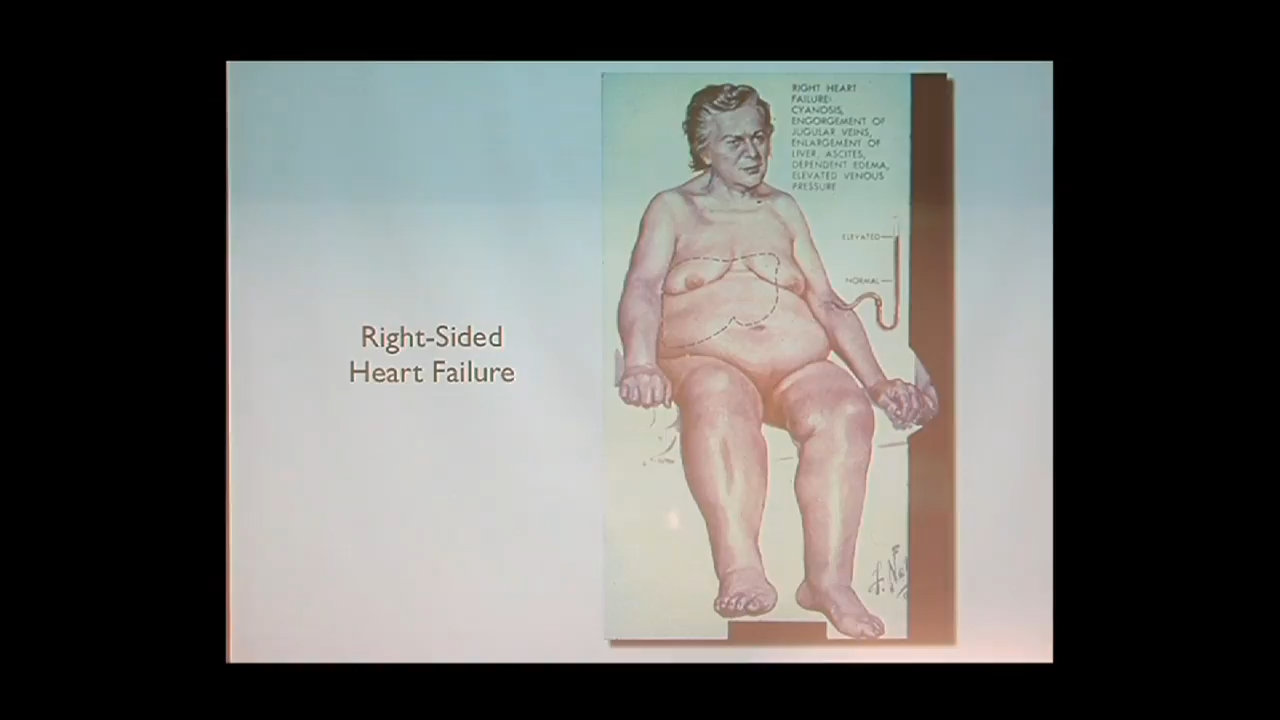 Right-Sided
Heart Failure
RIGHT HEART
FAILURE:
CYANOSIS,
ENGORGEMENT OF
JUGULAR VEINS,
ENLARGEMENT OF
LIVER, ASCITES,
DEPENDENT EDEMA,
ELEVATED VENOUS
PRESSURE
ELEVATED
NORMAL